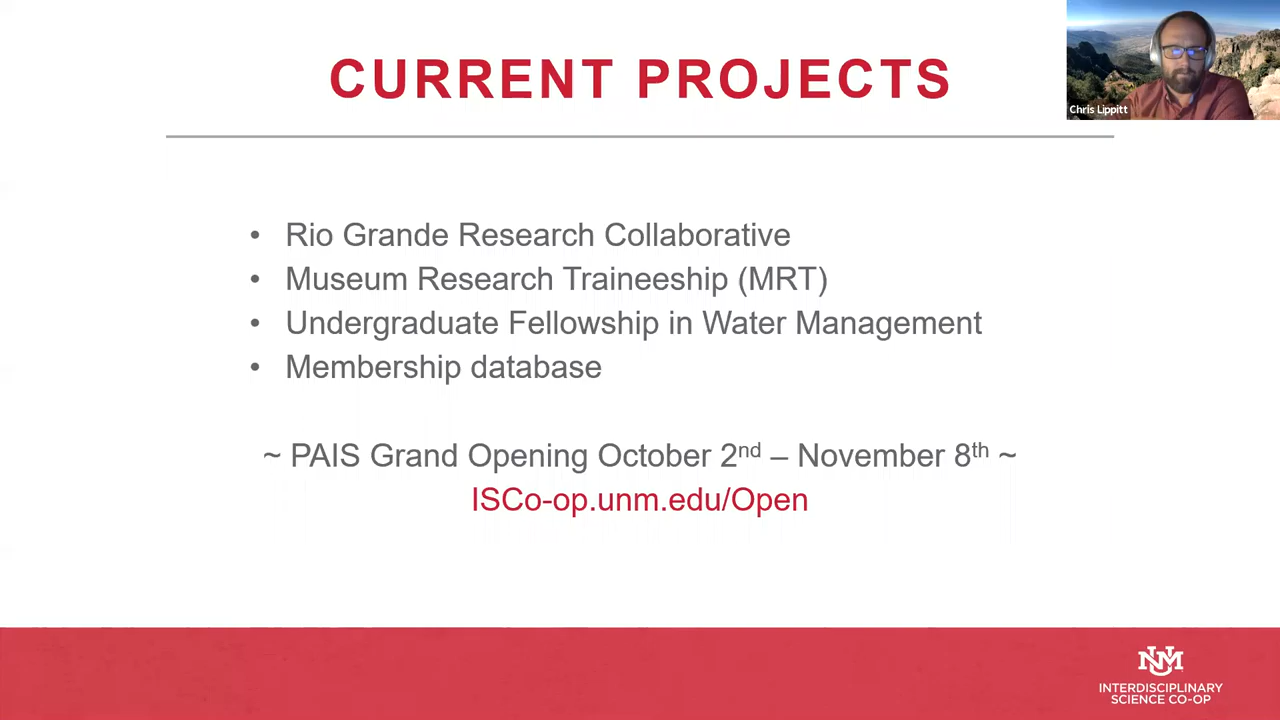 CURRENT PROJECTS
Chris Lippitt
• Rio Grande Research Collaborative
• Museum Research Traineeship (MRT)
• Undergraduate Fellowship in Water Management
• Membership database
~ PAIS Grand Opening October 2nd – November 8th ~
ISCo-op.unm.edu/Open
UNM
INTERDISCIPLINARY
SCIENCE CO-OP